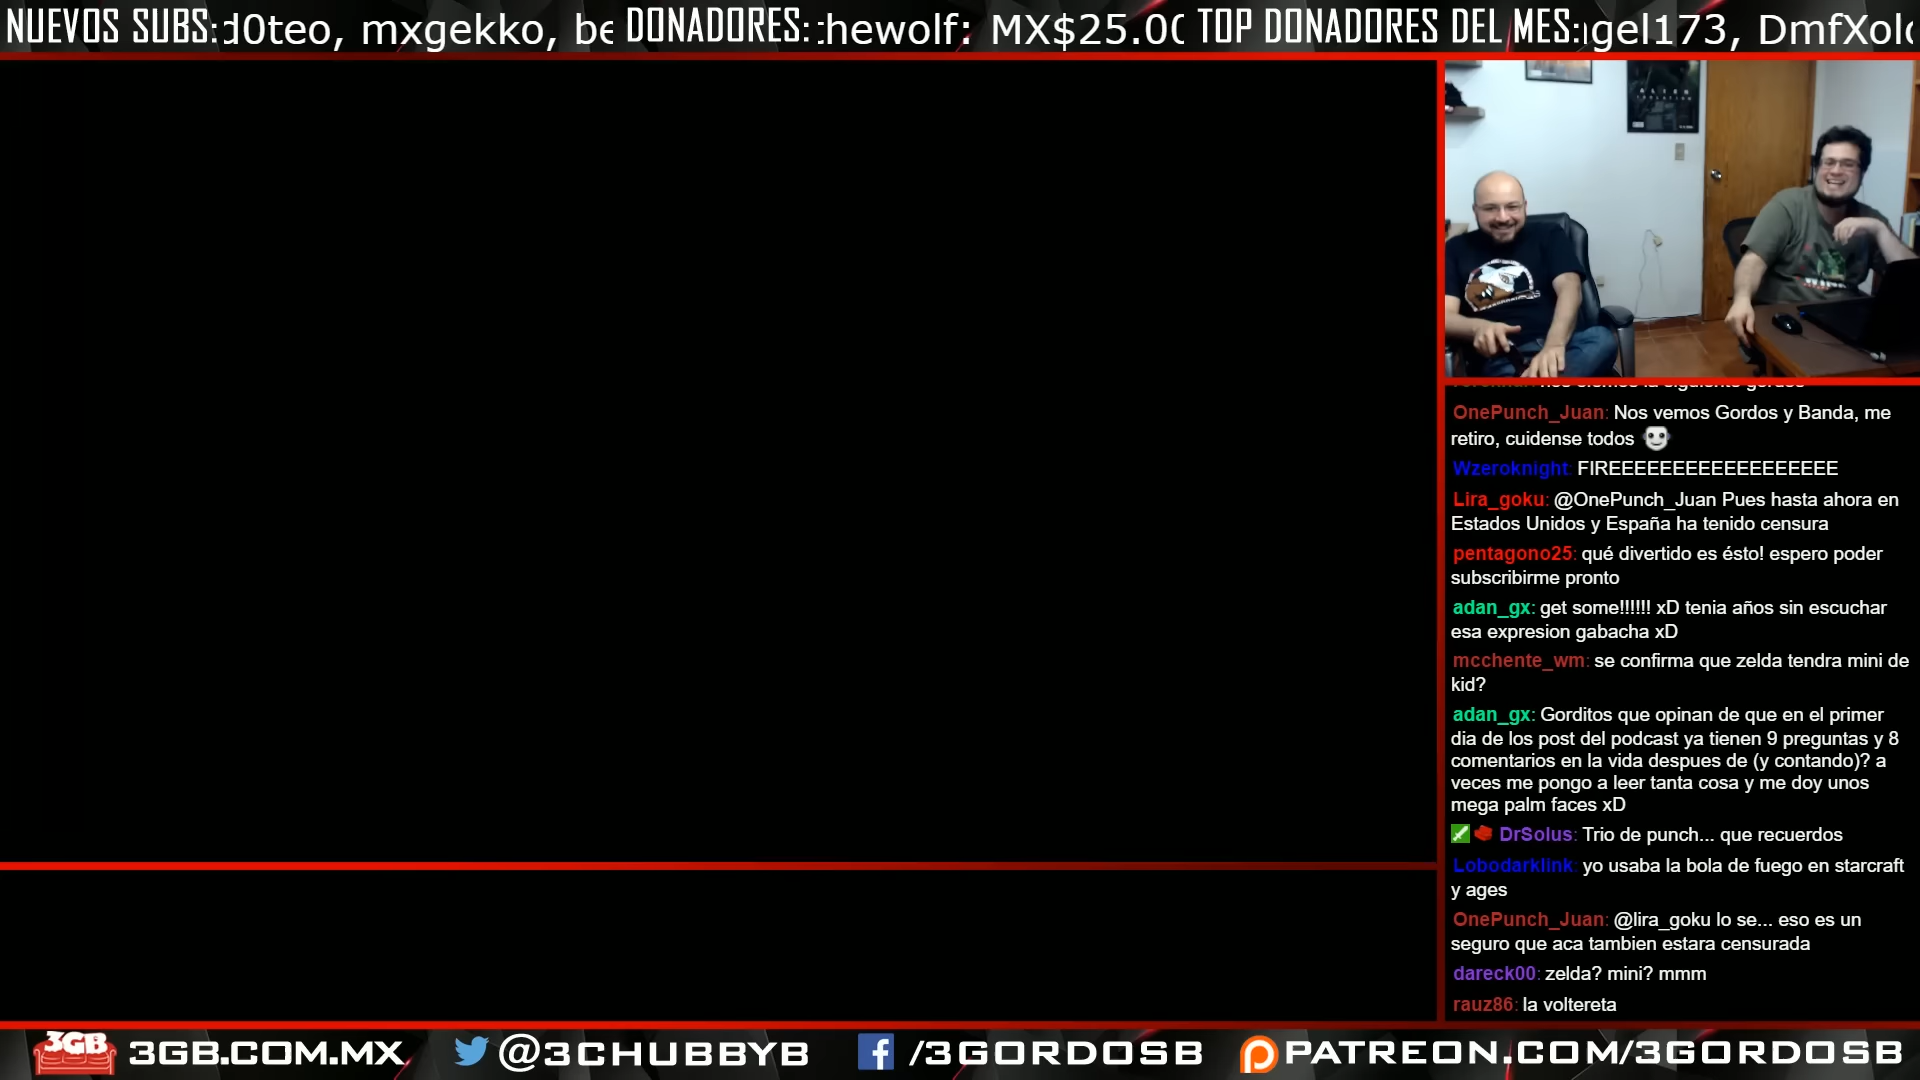 NUEVOS SUBS: d0teo, mxgekko, be DONADORES: thewolf: MX$25.00 TOP DONADORES DEL MES: ngel173, DmfXolo
ALIEN
OnePunch_Juan: Nos vemos Gordos y Banda, me
retiro, cuidense todos
Wzeroknight: FIREEEEEEEEEEEEEEEEEEE
Lira_goku: @OnePunch_Juan Pues hasta ahora en
Estados Unidos y España ha tenido censura
pentagono25: qué divertido es ésto! espero poder
subscribirme pronto
adan_gx: get some!!!!!! xD tenia años sin escuchar
esa expresion gabacha xD
mcchente_wm: se confirma que zelda tendra mini de
kid?
adan_gx: Gorditos que opinan de que en el primer
dia de los post del podcast ya tienen 9 preguntas y 8
comentarios en la vida despues de (y contando)? a
veces me pongo a leer tanta cosa y me doy unos
mega palm faces xD
DrSolus: Trio de punch... que recuerdos
Lobodarklink: yo usaba la bola de fuego en starcraft
y ages
OnePunch_Juan: @lira_goku lo se... eso es un
seguro que aca tambien estara censurada
dareck00: zelda? mini? mmm
rauz86: la voltereta
3GB 3GB.COM.MX @3CHUBBYB /3GORDOSB PATREON.COM/3GORDOSB